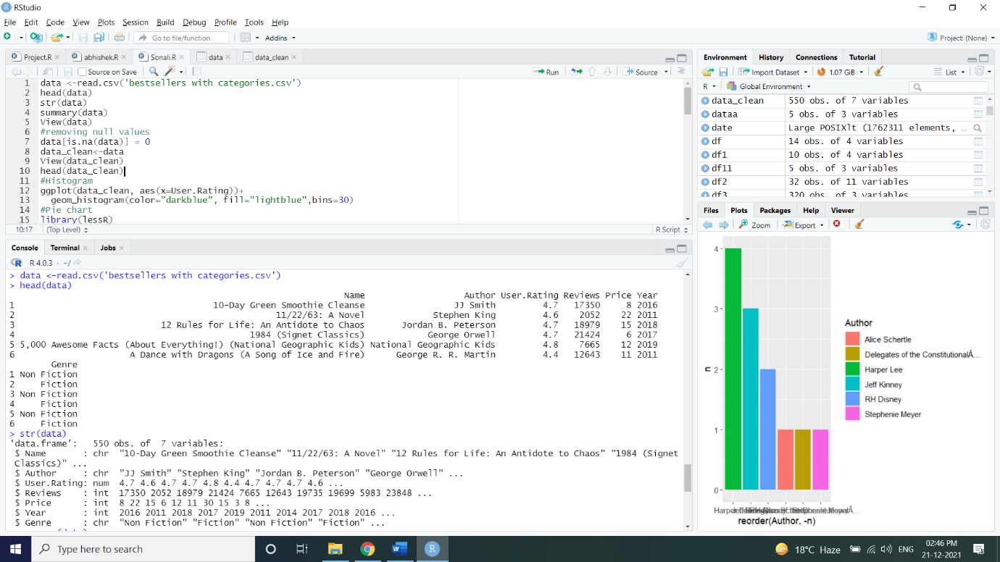 RStudio
File Edit Code View Plots Session Build Debug Profile Tools Help
Go to file/function Addins Project: (None)
Project.R abhishek.R Sonali.R data data_clean
Source on Save Run Source
1 data <-read.csv('bestsellers with categories.csv')
2 head(data)
3 str(data)
4 summary(data)
5 View(data)
6 #removing null values
7 data[is.na(data)] = 0
8 data_clean<-data
9 View(data_clean)
10 head(data_clean)
11 #Histogram
12 ggplot(data_clean, aes(x=User.Rating))+
13 geom_histogram(color="darkblue", fill="lightblue",bins=30)
14 #Pie chart
15 library(lessR)
10:17 (Top Level) R Script
Console Terminal Jobs
R 4.0.3 · ~/
> data <-read.csv('bestsellers with categories.csv')
> head(data)
Name Author User.Rating Reviews Price Year
1 10-Day Green Smoothie Cleanse JJ Smith 4.7 17350 8 2016
2 11/22/63: A Novel Stephen King 4.6 2052 22 2011
3 12 Rules for Life: An Antidote to Chaos Jordan B. Peterson 4.7 18979 15 2018
4 1984 (Signet Classics) George Orwell 4.7 21424 6 2017
5 5,000 Awesome Facts (About Everything!) (National Geographic Kids) National Geographic Kids 4.8 7665 12 2019
6 A Dance with Dragons (A Song of Ice and Fire) George R. R. Martin 4.4 12643 11 2011
Genre
1 Non Fiction
2 Fiction
3 Non Fiction
4 Fiction
5 Non Fiction
6 Fiction
> str(data)
'data.frame': 550 obs. of 7 variables:
$ Name : chr "10-Day Green Smoothie Cleanse" "11/22/63: A Novel" "12 Rules for Life: An Antidote to Chaos" "1984 (Signet
Classics)" ...
$ Author : chr "JJ Smith" "Stephen King" "Jordan B. Peterson" "George Orwell" ...
$ User.Rating: num 4.7 4.6 4.7 4.7 4.8 4.4 4.7 4.7 4.7 4.6 ...
$ Reviews : int 17350 2052 18979 21424 7665 12643 19735 19699 5983 23848 ...
$ Price : int 8 22 15 6 12 11 30 15 3 8 ...
$ Year : int 2016 2011 2018 2017 2019 2011 2014 2017 2018 2016 ...
$ Genre : chr "Non Fiction" "Fiction" "Non Fiction" "Fiction" ...
Environment History Connections Tutorial
Import Dataset 1.07 GiB List
R Global Environment
data_clean 550 obs. of 7 variables
dataa 5 obs. of 3 variables
date Large POSIXlt (1762311 elements, ...
df 14 obs. of 4 variables
df1 10 obs. of 4 variables
df11 5 obs. of 3 variables
df2 32 obs. of 11 variables
df3 320 obs. of 3 variables
Files Plots Packages Help Viewer
Zoom Export
4
3
2
1
0
n
reorder(Author, -n)
Author
Alice Schertle
Delegates of the ConstitutionalÂ...
Harper Lee
Jeff Kinney
RH Disney
Stephenie Meyer
Type here to search
W
R
18°C Haze
ENG
02:46 PM
21-12-2021